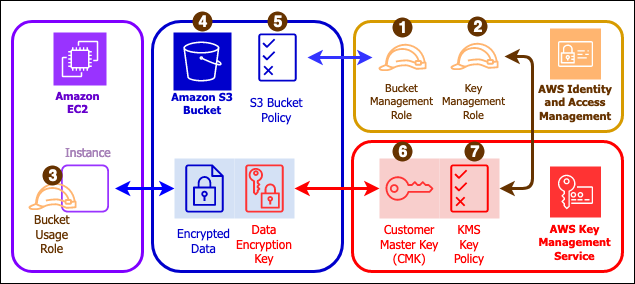 5
4
1
2
Amazon
EC2
Amazon S3
Bucket
S3 Bucket
Policy
Bucket
Management
Role
Key
Management
Role
AWS Identity
and Access
Management
Instance
3
Bucket
Usage
Role
Encrypted
Data
Data
Encryption
Key
6
7
Customer
Master Key
(CMK)
KMS
Key
Policy
AWS Key
Management
Service